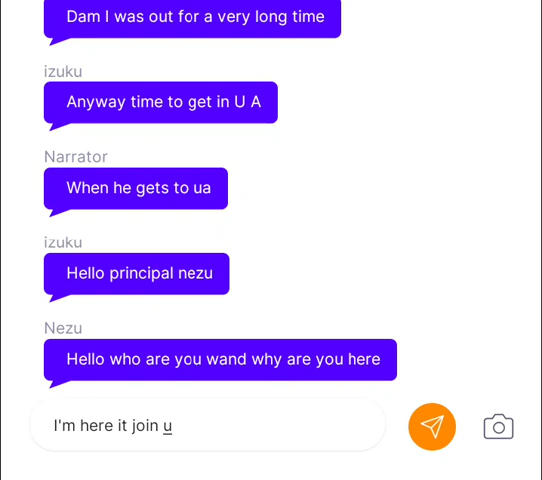 Dam I was out for a very long time
izuku
Anyway time to get in U A
Narrator
When he gets to ua
izuku
Hello principal nezu
Nezu
Hello who are you wand why are you here
I'm here it join u